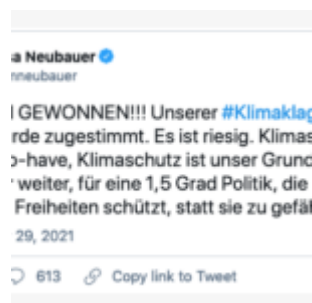 a Neubauer
nneubauer
GEWONNEN!!! Unserer #Klimaklag
rde zugestimmt. Es ist riesig. Klimas
o-have, Klimaschutz ist unser Grund
weiter, für eine 1,5 Grad Politik, die
Freiheiten schützt, statt sie zu gefäh
29, 2021
613 Copy link to Tweet